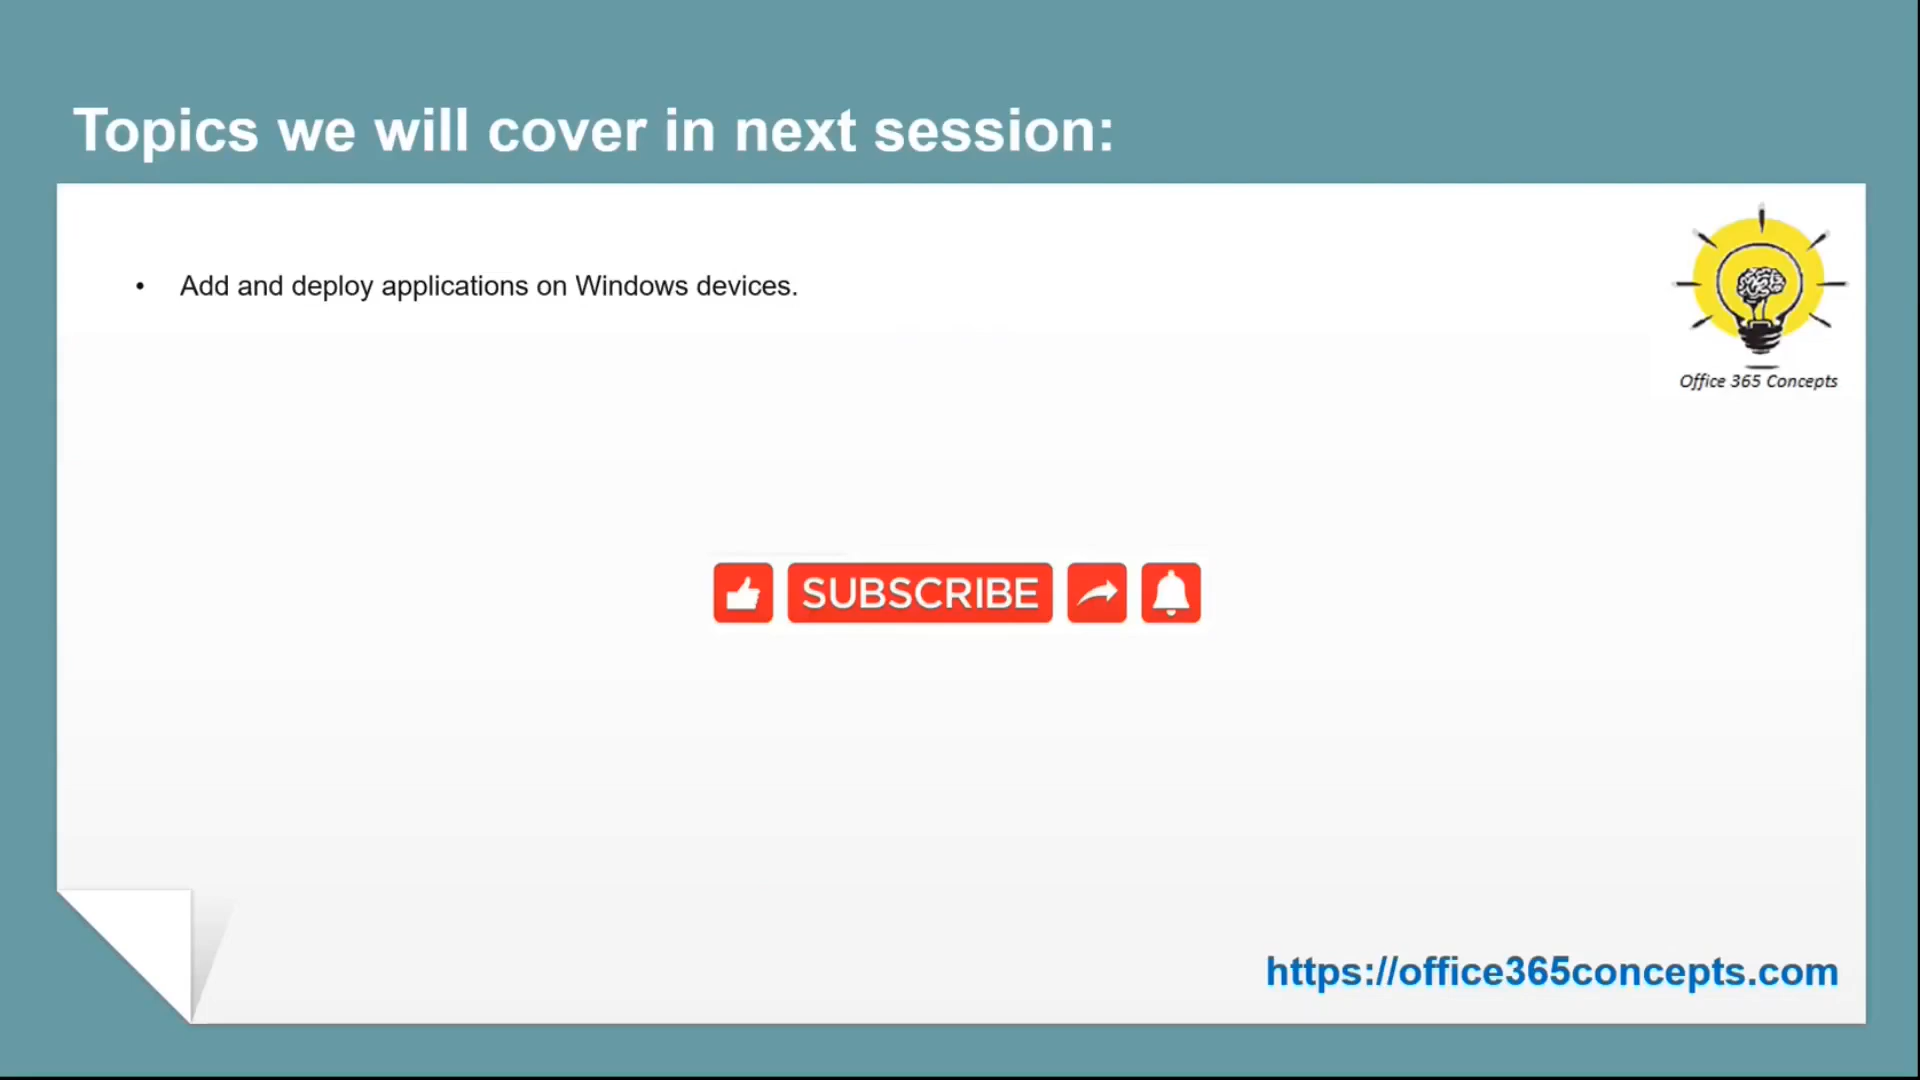 Topics we will cover in next session:
• Add and deploy applications on Windows devices.
Office 365 Concepts
SUBSCRIBE
https://office365concepts.com